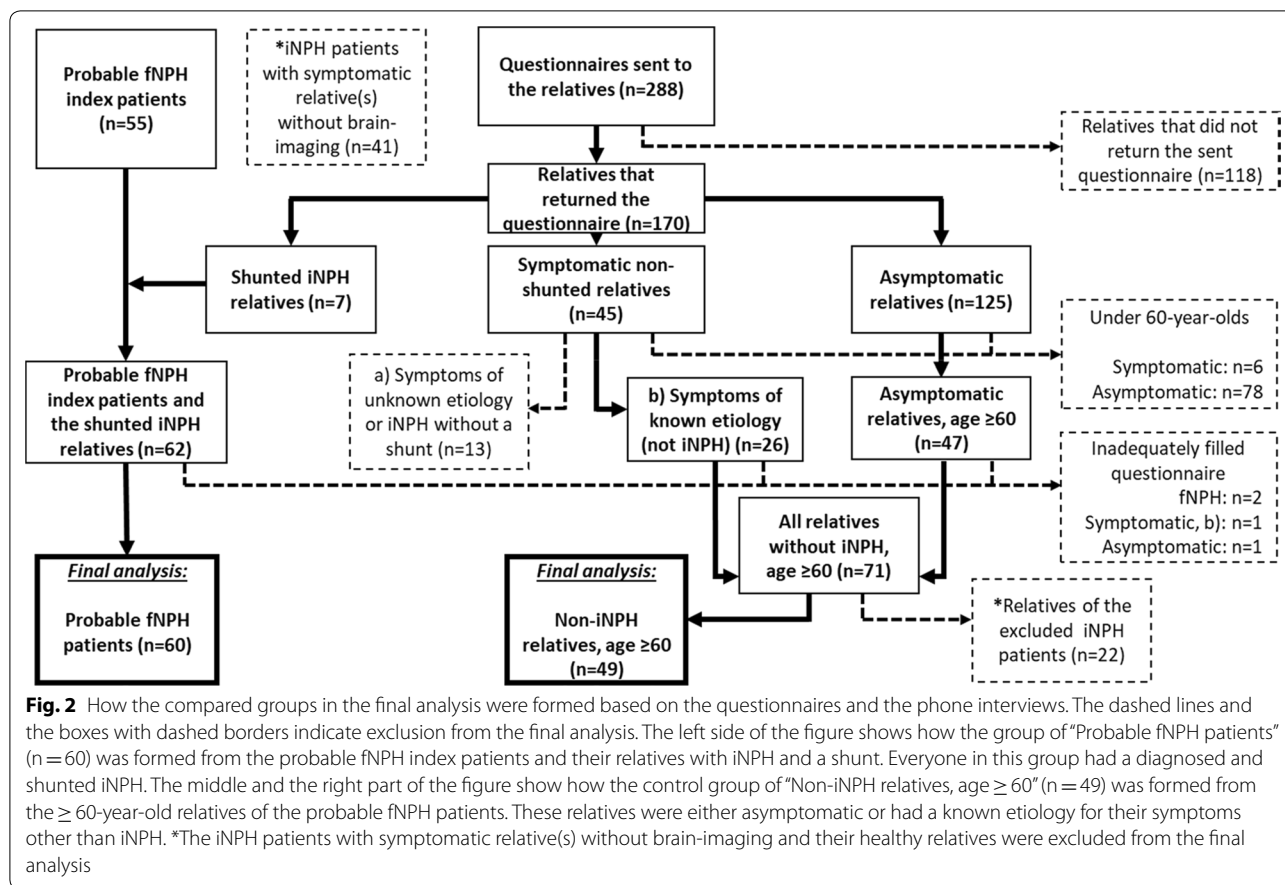 Probable fNPH
index patients
(n=55)
*iNPH patients
with symptomatic
relative(s)
without brain-
imaging (n=41)
Questionnaires sent
to the relatives (n=288)
Relatives that did not
return the sent
questionnaire (n=118)
Relatives that
returned the
questionnaire (n=170)
Shunted iNPH
relatives (n=7)
Symptomatic non-
shunted relatives
(n=45)
Asymptomatic
relatives (n=125)
Under 60-year-olds
Symptomatic: n=6
Asymptomatic: n=78
Probable fNPH
index patients and
the shunted iNPH
relatives (n=62)
a) Symptoms of
unknown etiology
or iNPH without a
shunt (n=13)
b) Symptoms of
known etiology
(not iNPH) (n=26)
Asymptomatic
relatives, age ≥60
(n=47)
Inadequately filled
questionnaire
fNPH: n=2
Symptomatic, b): n=1
Asymptomatic: n=1
All relatives
without iNPH,
age ≥60 (n=71)
Final analysis:
Probable fNPH
patients (n=60)
Final analysis:
Non-iNPH
relatives, age ≥60
(n=49)
*Relatives of the
excluded iNPH
patients (n=22)
Fig. 2 How the compared groups in the final analysis were formed based on the questionnaires and the phone interviews. The dashed lines and
the boxes with dashed borders indicate exclusion from the final analysis. The left side of the figure shows how the group of “Probable fNPH patients”
(n = 60) was formed from the probable fNPH index patients and their relatives with iNPH and a shunt. Everyone in this group had a diagnosed and
shunted iNPH. The middle and the right part of the figure show how the control group of “Non-iNPH relatives, age ≥ 60” (n = 49) was formed from
the ≥ 60-year-old relatives of the probable fNPH patients. These relatives were either asymptomatic or had a known etiology for their symptoms
other than iNPH. *The iNPH patients with symptomatic relative(s) without brain-imaging and their healthy relatives were excluded from the final
analysis